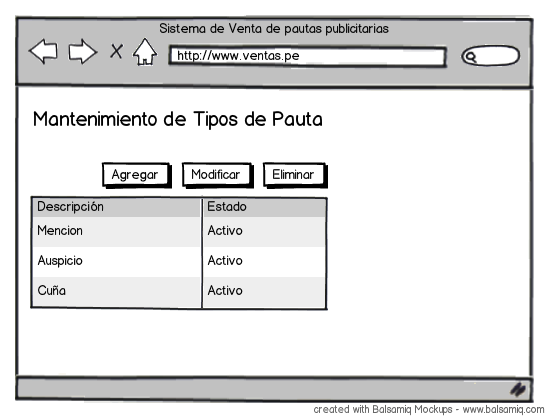 Sistema de Venta de pautas publicitarias
http://www.ventas.pe
Mantenimiento de Tipos de Pauta
Agregar Modificar Eliminar
Descripción Estado
Mencion Activo
Auspicio Activo
Cuña Activo
created with Balsamiq Mockups - www.balsamiq.com